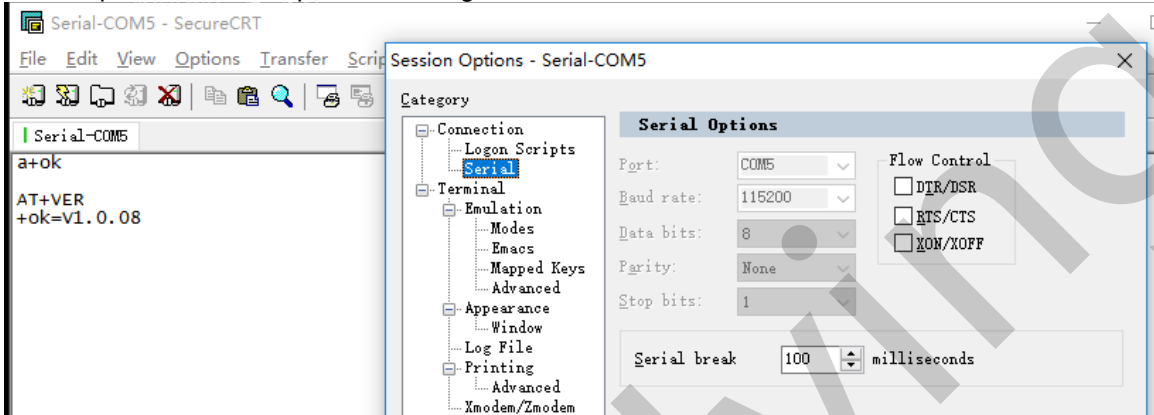 Serial-COM5 - SecureCRT
File Edit View Options Transfer
Serial-COM5
a+ok
AT+VER
+ok=V1.0.08
Session Options - Serial-COM5
Category
Connection
Logon Scripts
Serial
Terminal
Emulation
Modes
Emacs
Mapped Keys
Advanced
Appearance
Window
Log File
Printing
Advanced
Xmodem/Zmodem
Serial Options
Port: COM5
Baud rate: 115200
Data bits: 8
Parity: None
Stop bits: 1
Flow Control
DTR/DSR
RTS/CTS
XON/XOFF
Serial break 100 milliseconds